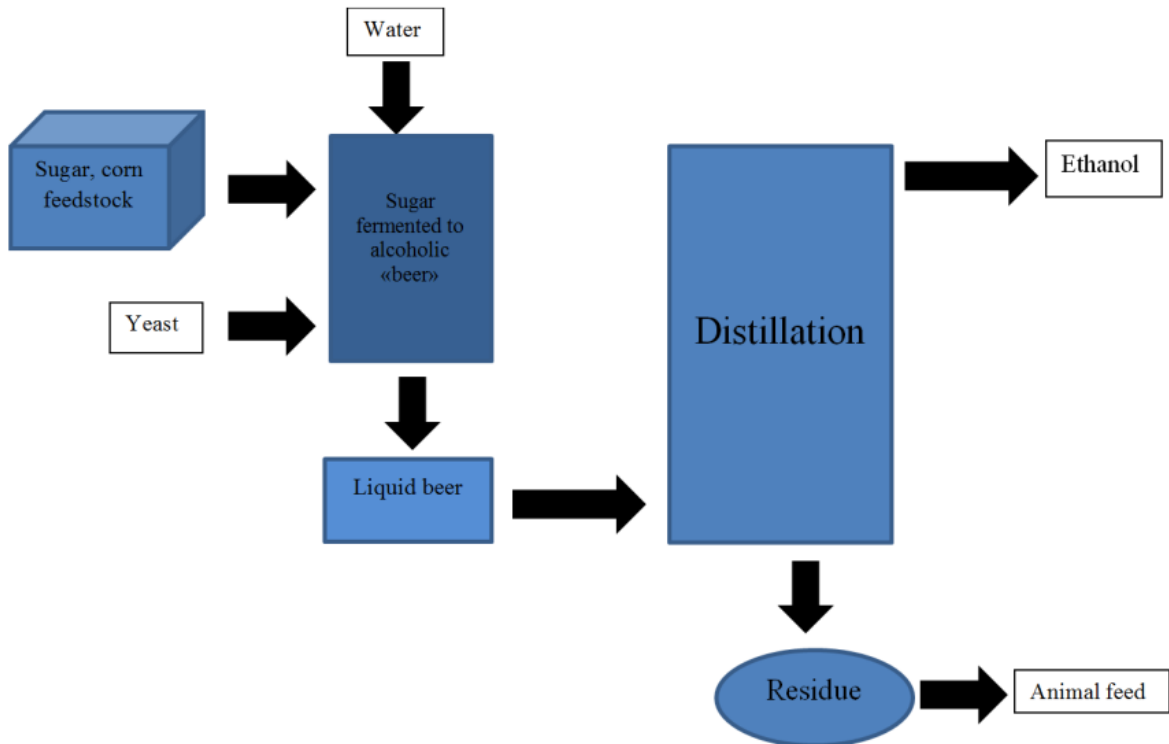 Water
Sugar, corn
feedstock
Sugar
fermented to
alcoholic
«beer»
Yeast
Liquid beer
Distillation
Ethanol
Residue
Animal feed